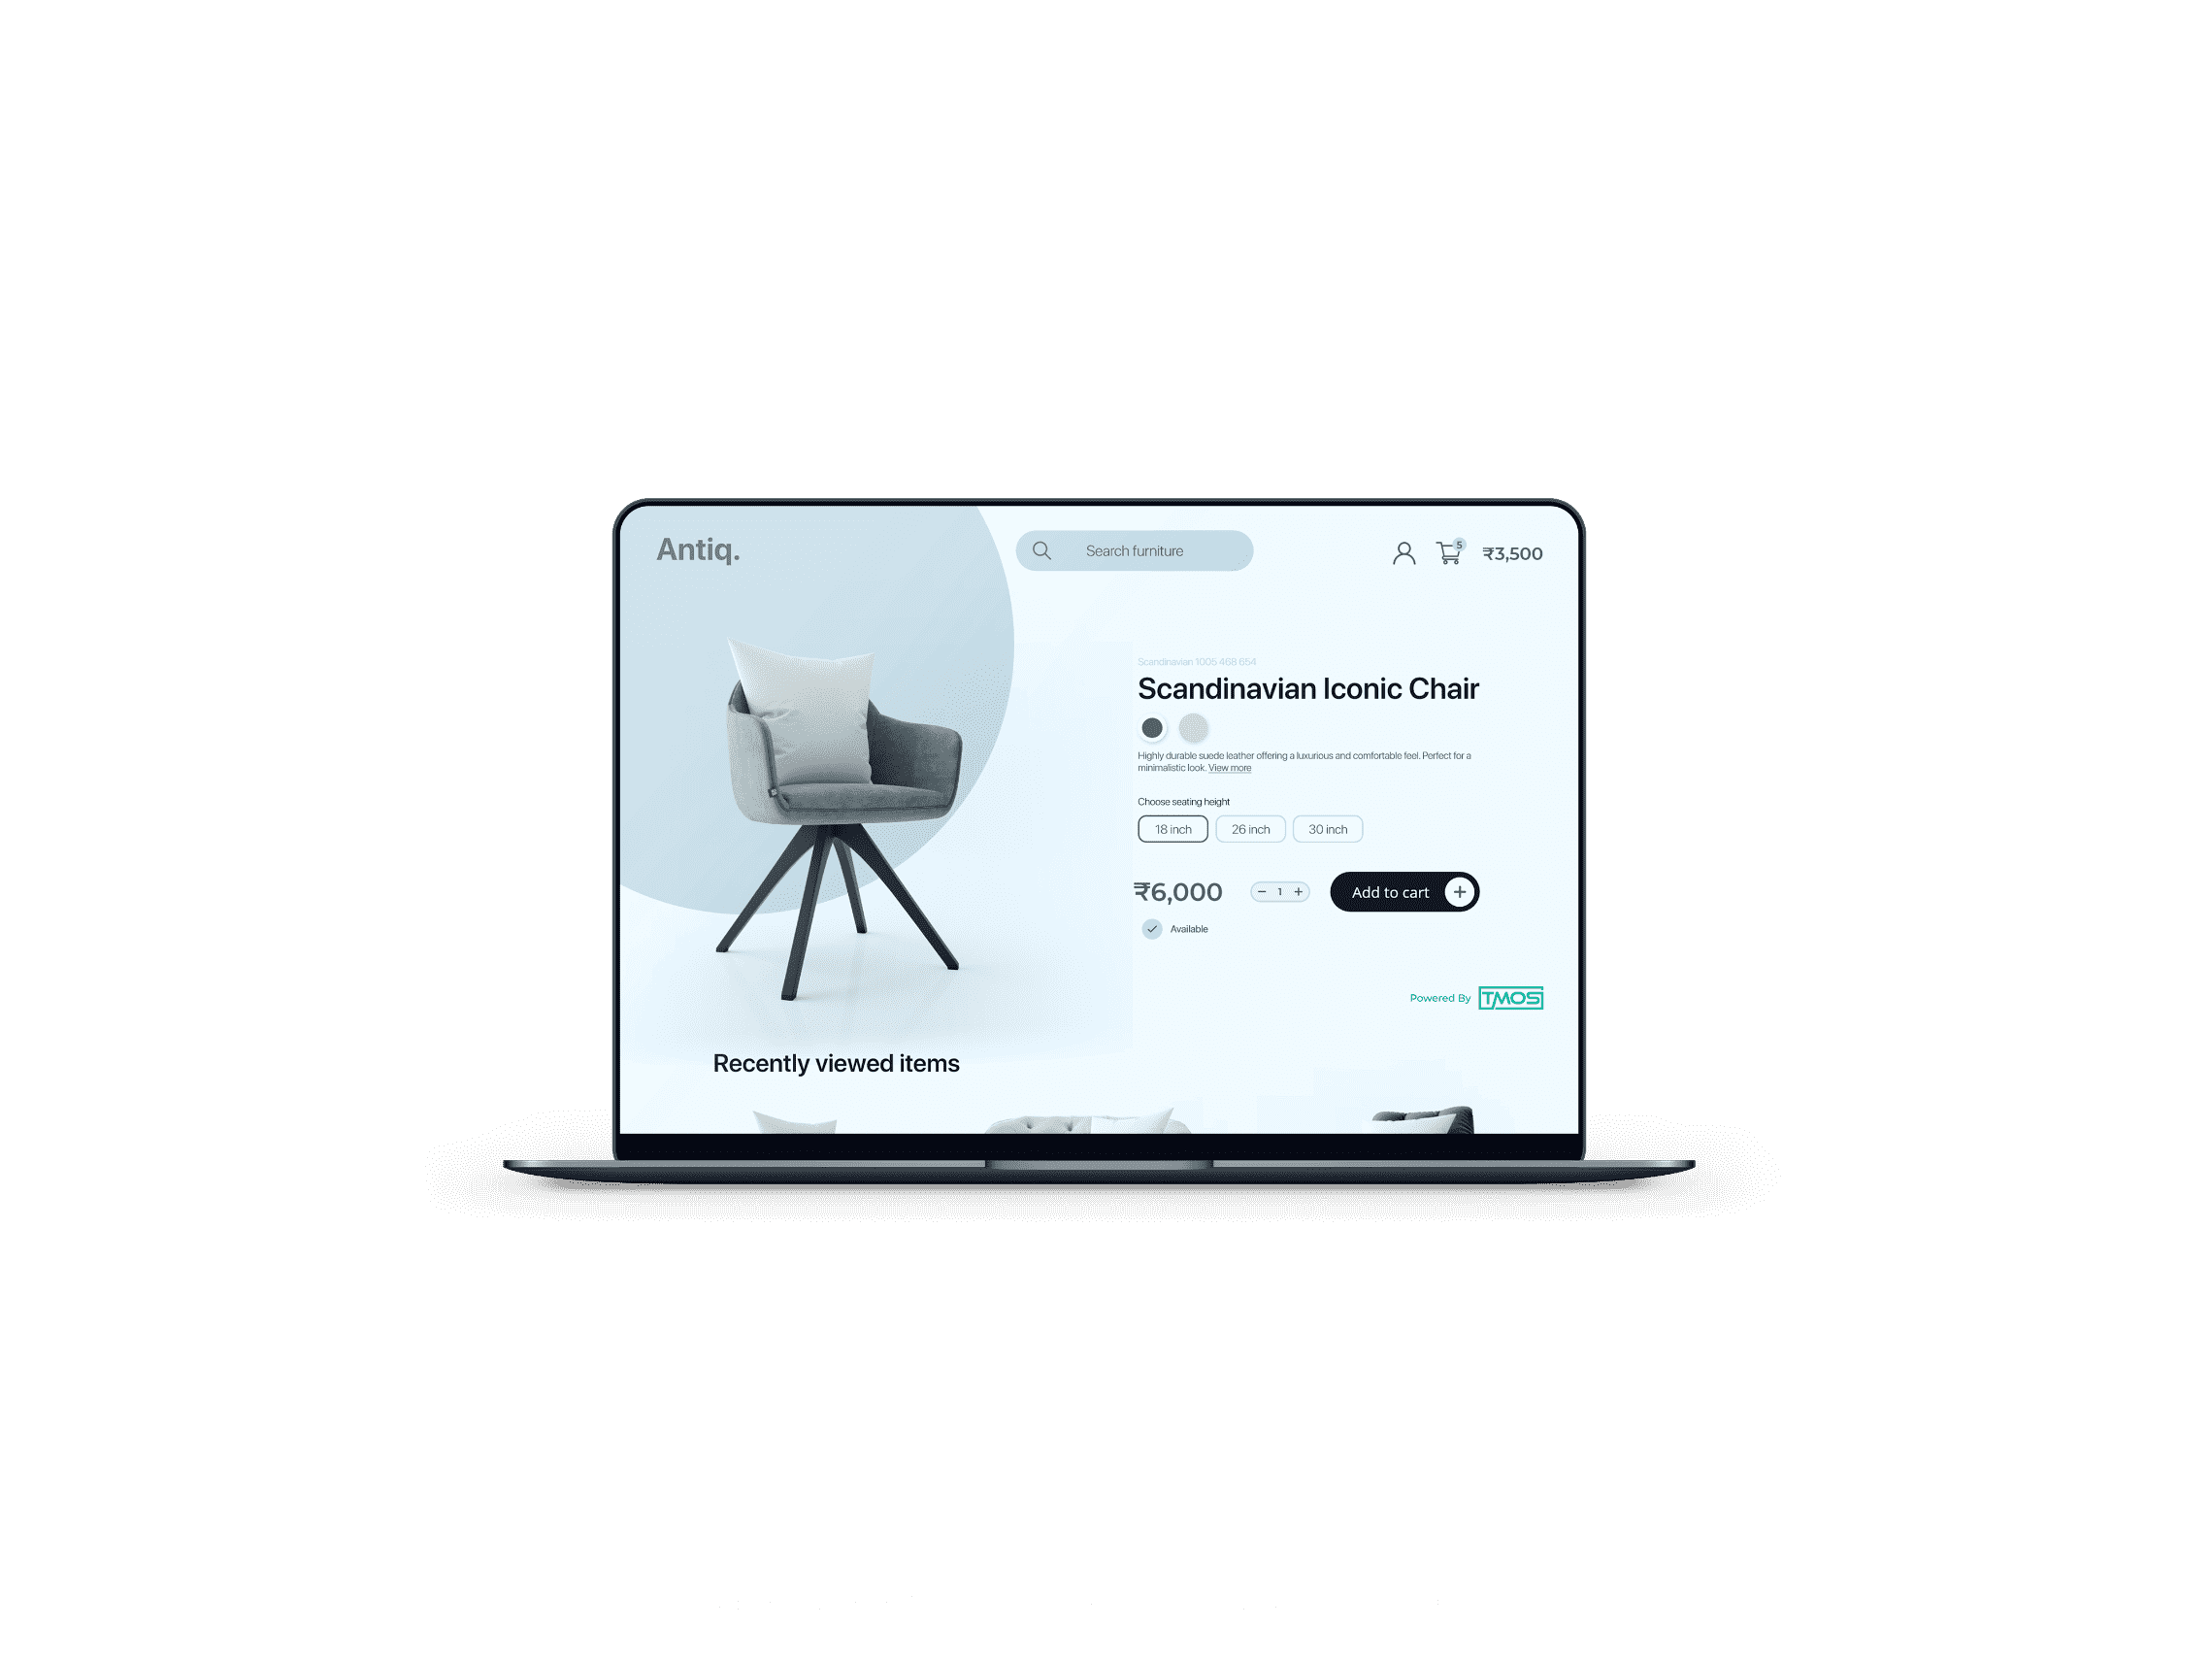 Antiq.
Search furniture
5
₹3,500
Scandinavian 1005 468 654
Scandinavian Iconic Chair
Highly durable suede leather offering a luxurious and comfortable feel. Perfect for a
minimalistic look. View more
Choose seating height
18 inch
26 inch
30 inch
₹6,000
− 1 +
Add to cart +
Available
Powered By TMOS
Recently viewed items